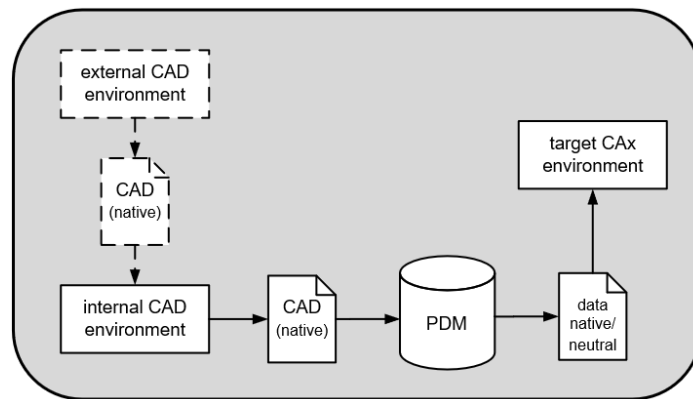 external CAD
environment
CAD
(native)
target CAx
environment
internal CAD
environment
CAD
(native)
PDM
data
native/
neutral